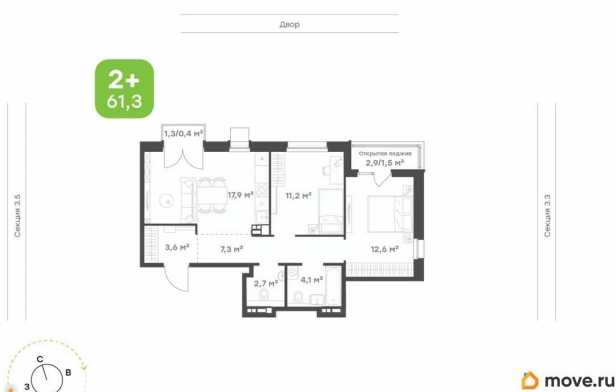 Двор
2+
61,3
1,3/0,4 м²
Открытая лоджия
2,9/1,5 м²
17,9 м²
11,2 м²
12,6 м²
3,6 м²
7,3 м²
2,7 м²
4,1 м²
Секция 3.5
Секция 3.3
С
В
З
move.ru